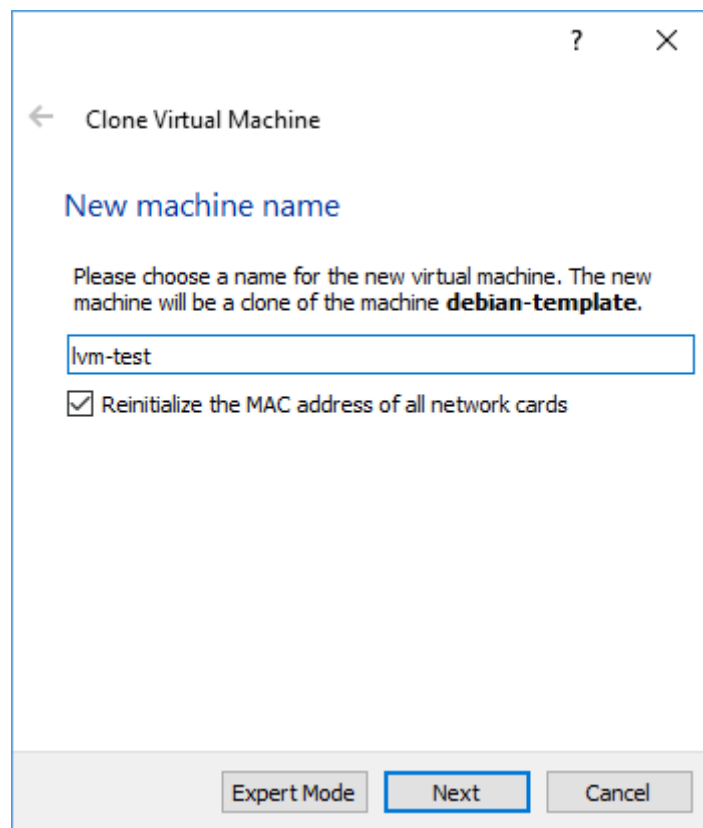 ?
Clone Virtual Machine
New machine name
Please choose a name for the new virtual machine. The new
machine will be a clone of the machine debian-template.
lvm-test
Reinitialize the MAC address of all network cards
Expert Mode
Next
Cancel